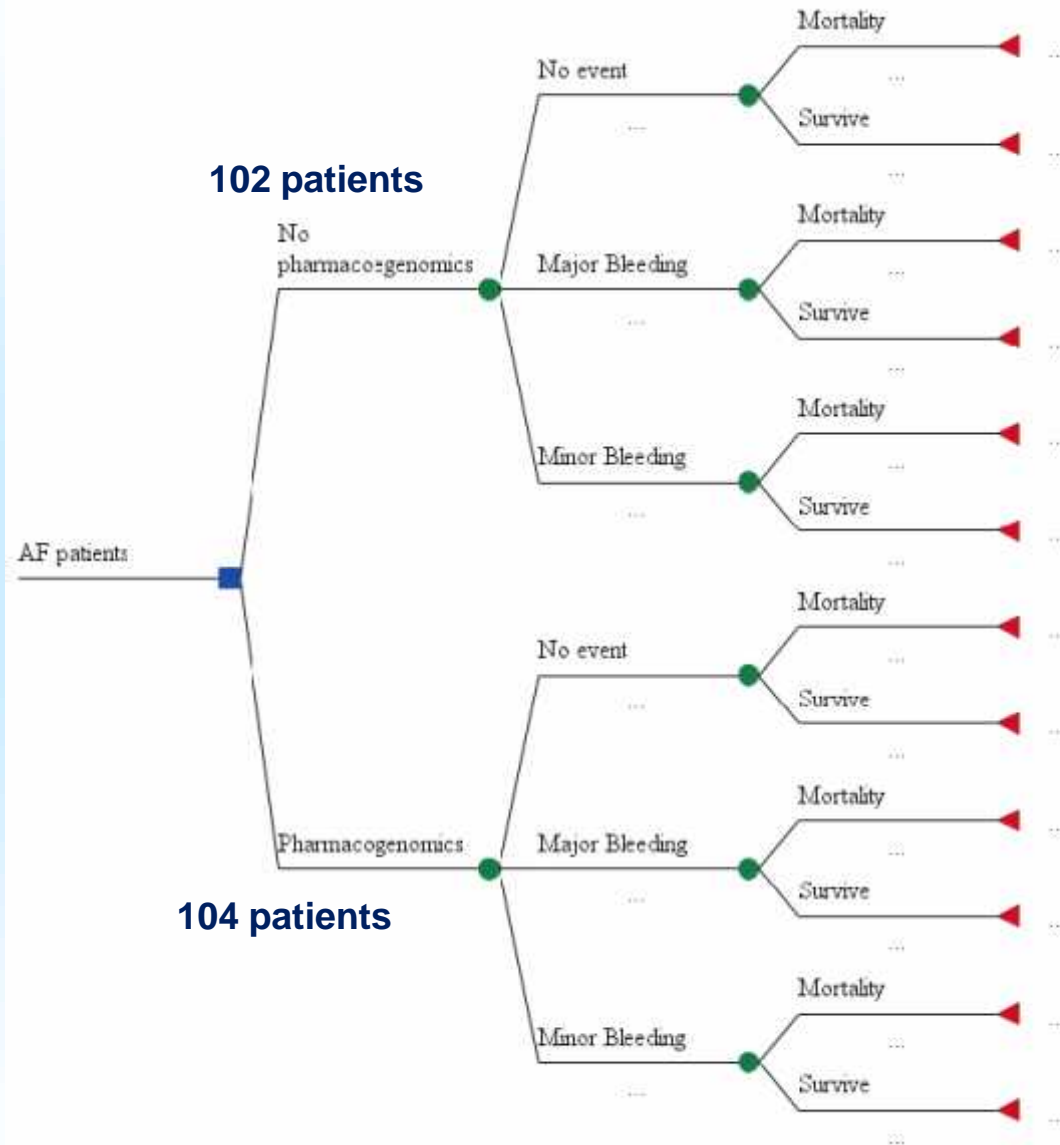 Mortality
...
No event
...
Survive
...
102 patients
No
pharmacoegenomics
Mortality
...
Major Bleeding
...
Survive
...
Mortality
...
Minor Bleeding
...
Survive
...
AF patients
Mortality
...
No event
...
Survive
...
Mortality
...
Pharmacogenomics
Major Bleeding
...
Survive
...
104 patients
Mortality
...
Minor Bleeding
...
Survive
...